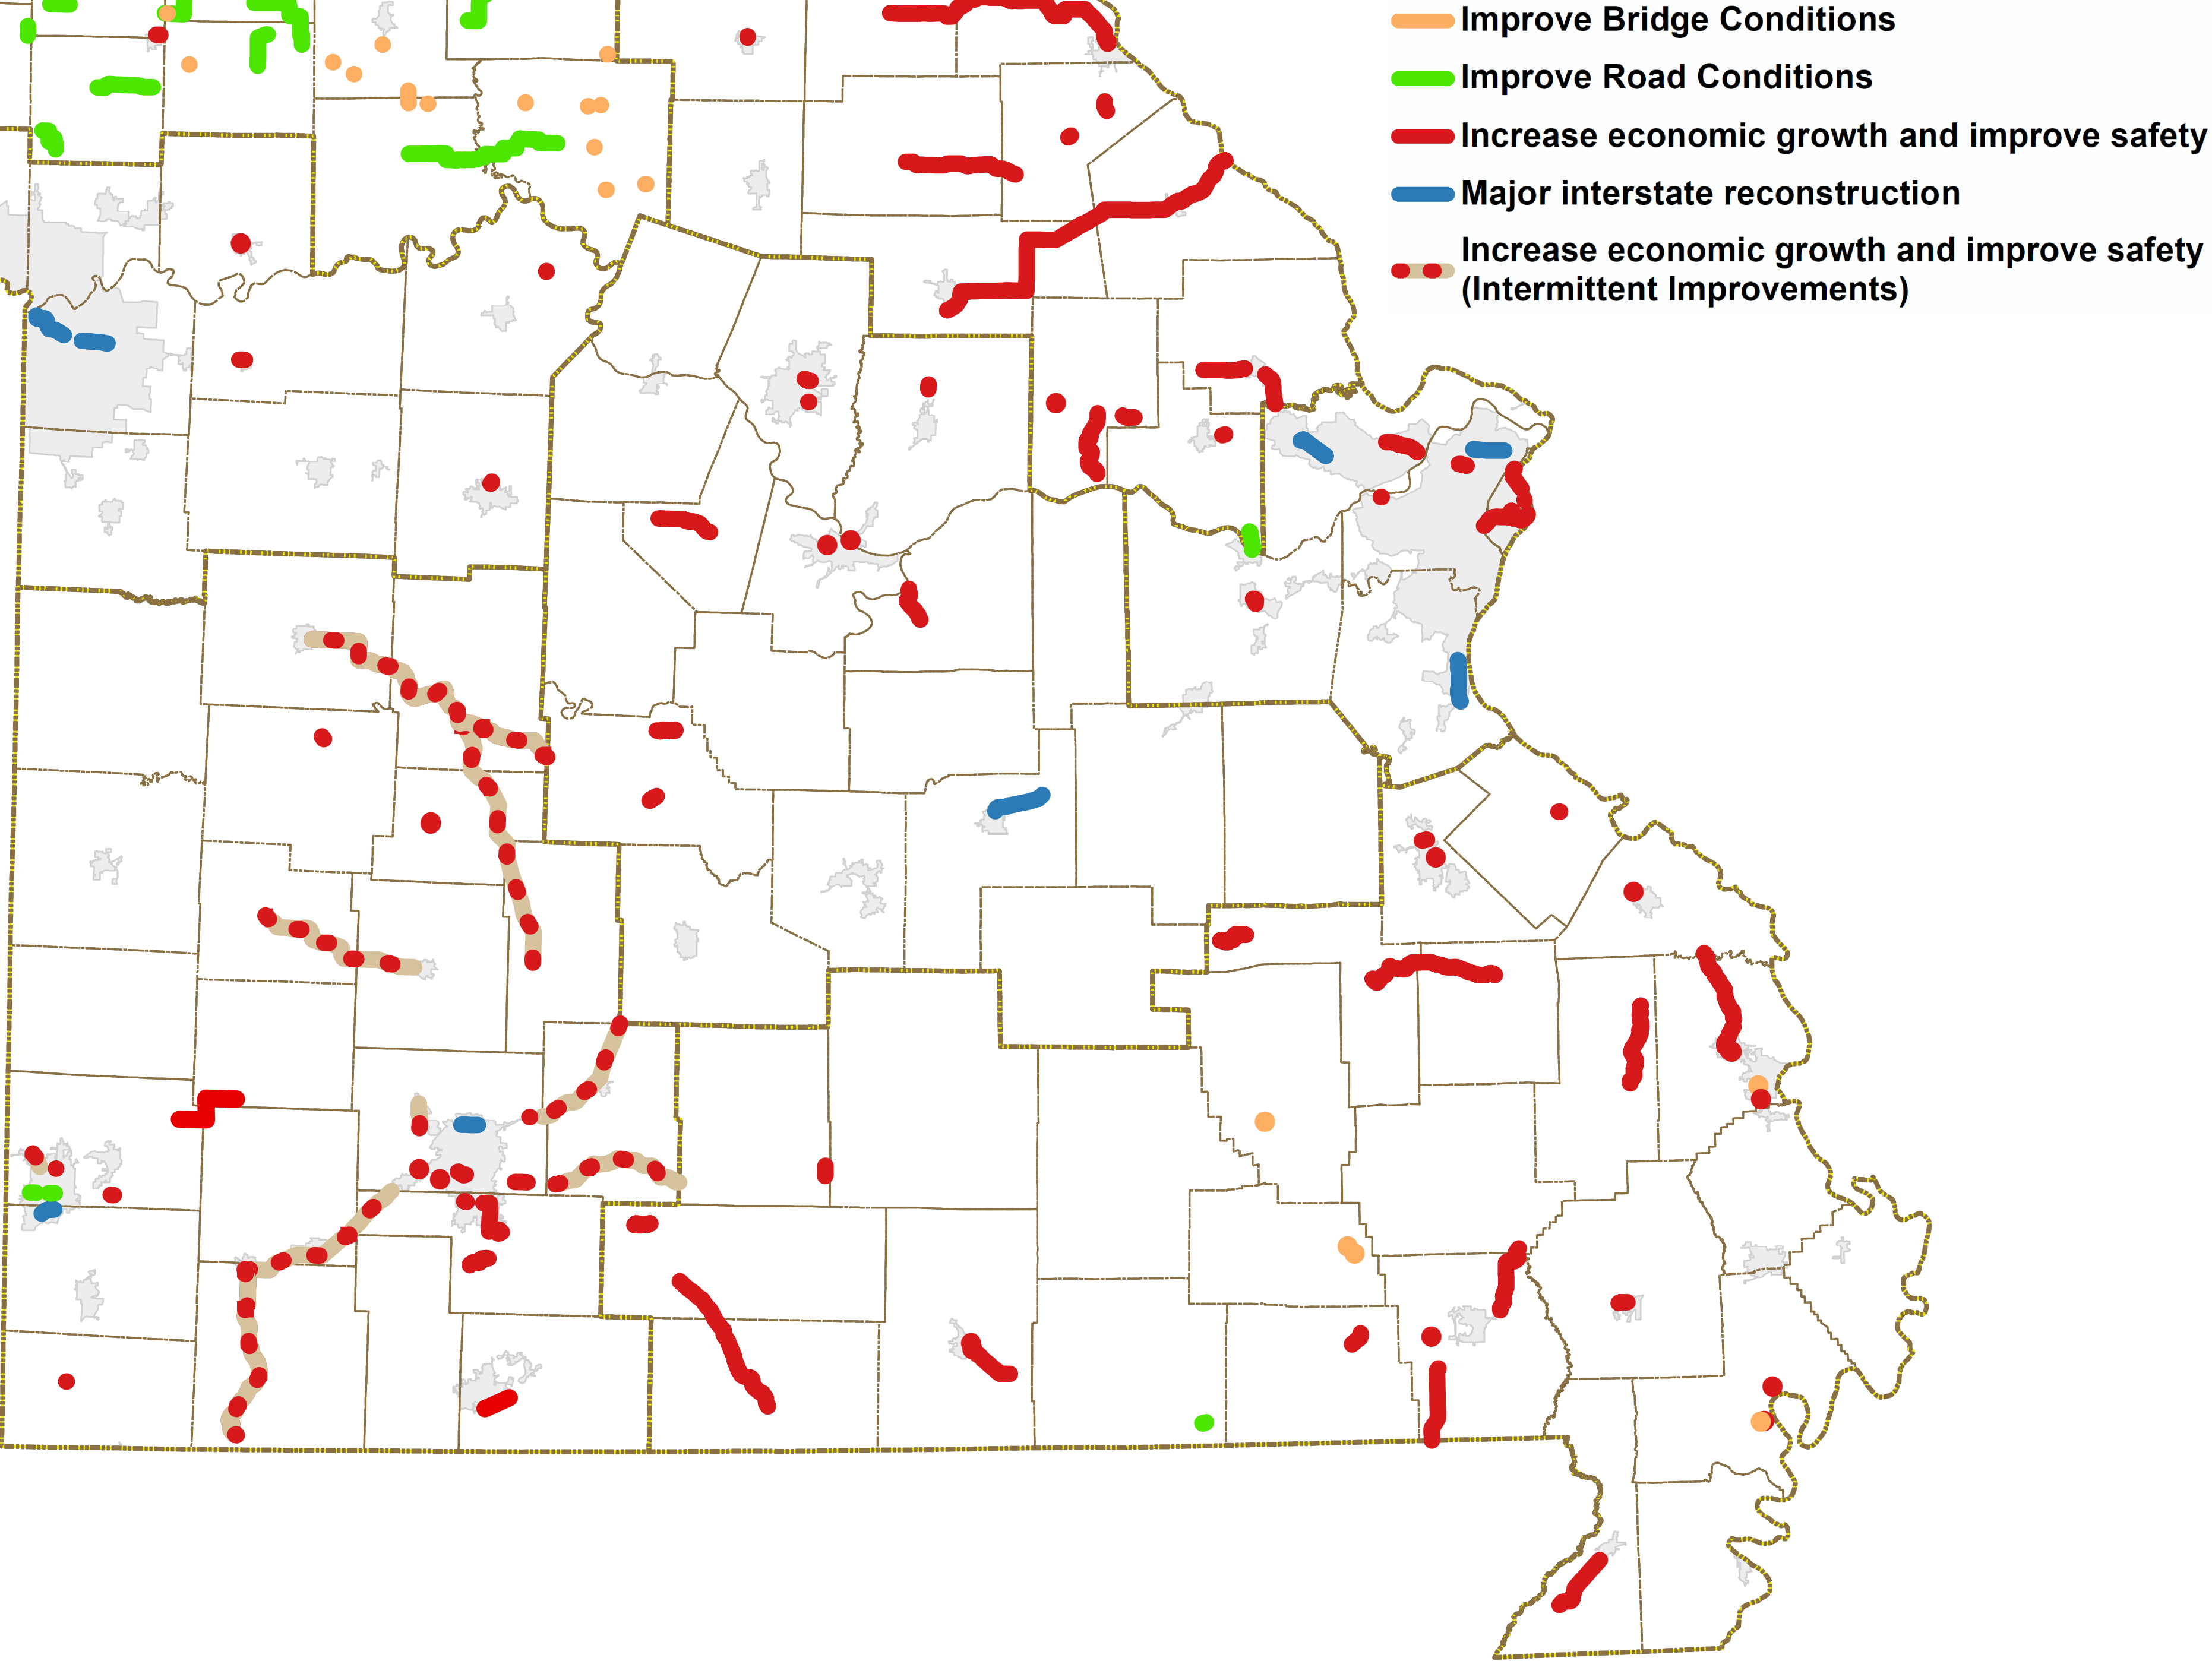 Improve Bridge Conditions
Improve Road Conditions
Increase economic growth and improve safety
Major interstate reconstruction
Increase economic growth and improve safety
(Intermittent Improvements)